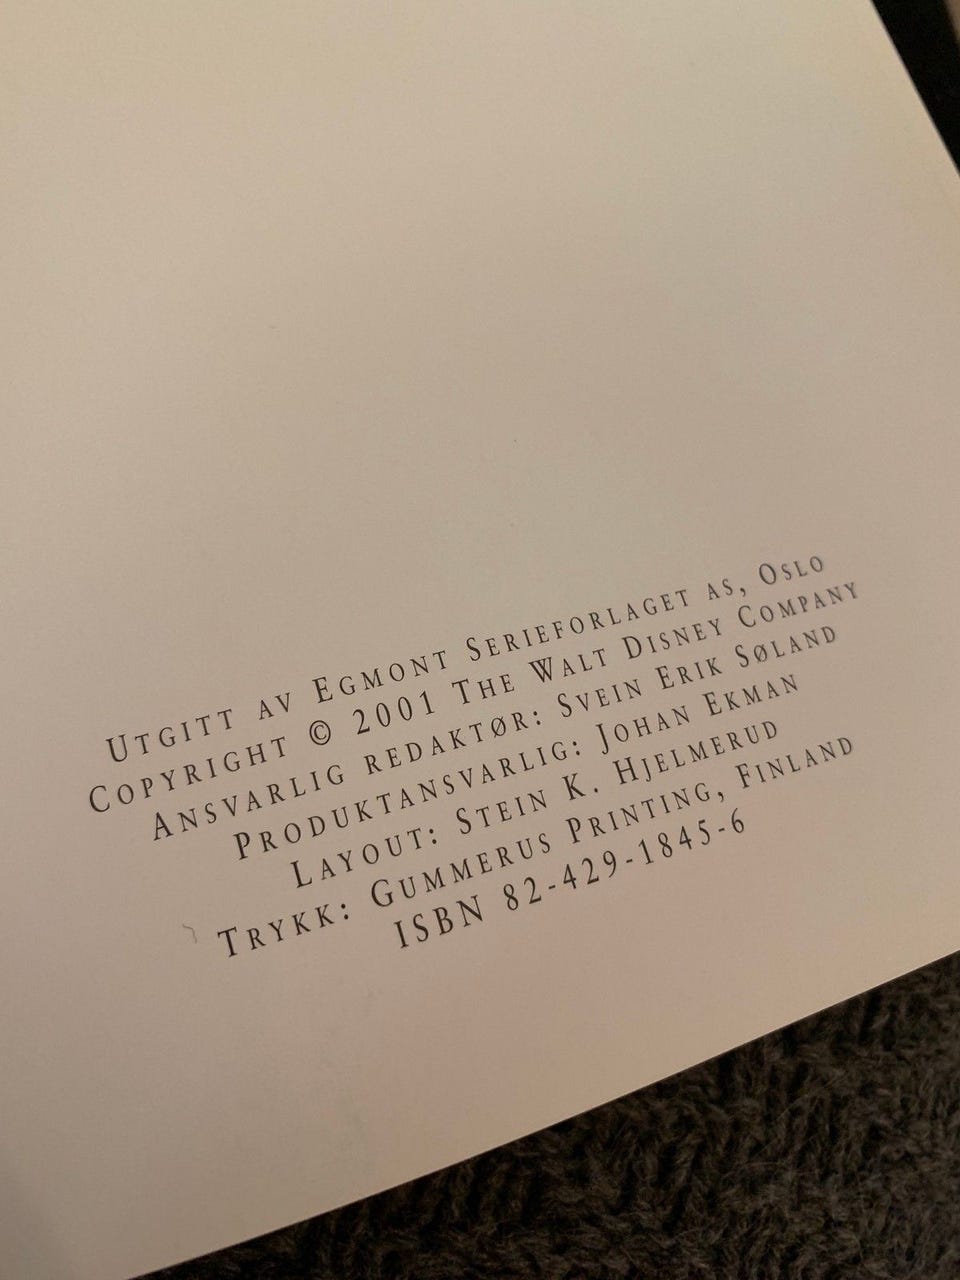 Utgitt av Egmont Serieforlaget as, Oslo
Copyright © 2001 The Walt Disney Company
Ansvarlig redaktør: Svein Erik Søland
Produktansvarlig: Johan Ekman
Layout: Stein K. Hjelmerud
Trykk: Gummerus Printing, Finland
ISBN 82-429-1845-6